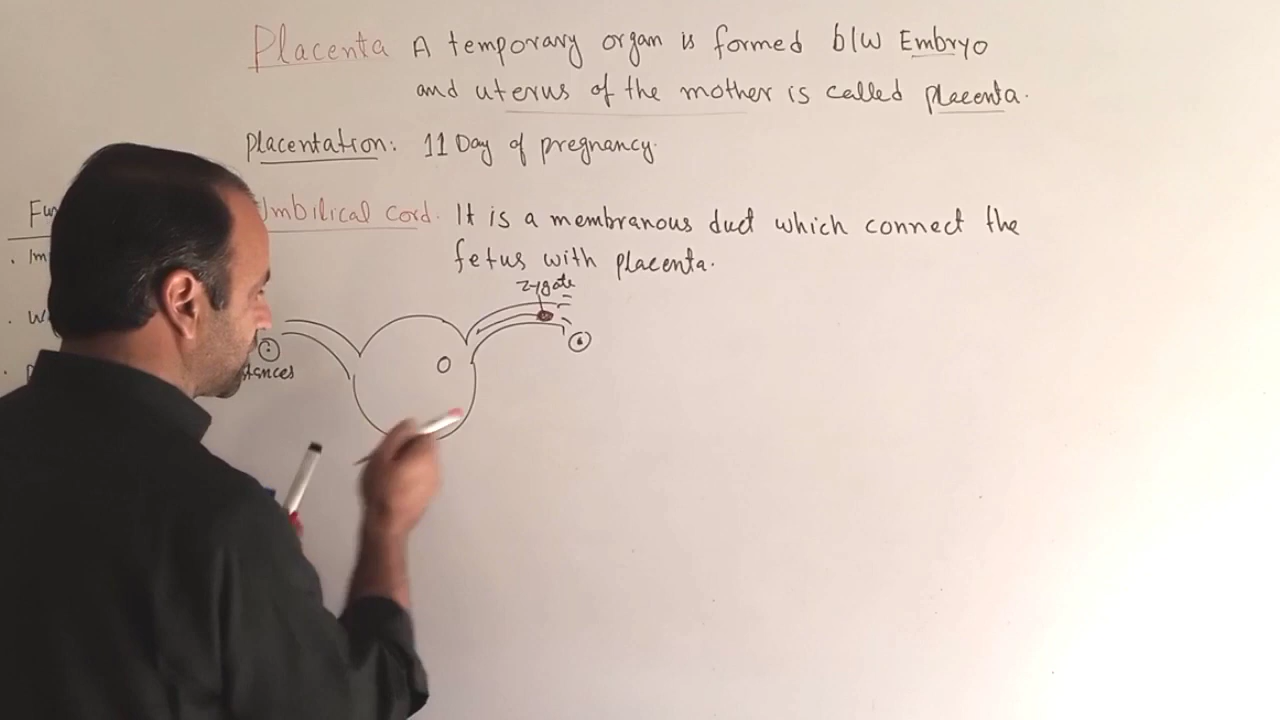 Placenta A temporary organ is formed b/w Embryo
and uterus of the mother is called placenta.
Placentation: 11 Day of pregnancy.
Umbilical Cord. It is a membranous duct which connect the
fetus with placenta.
Zygote